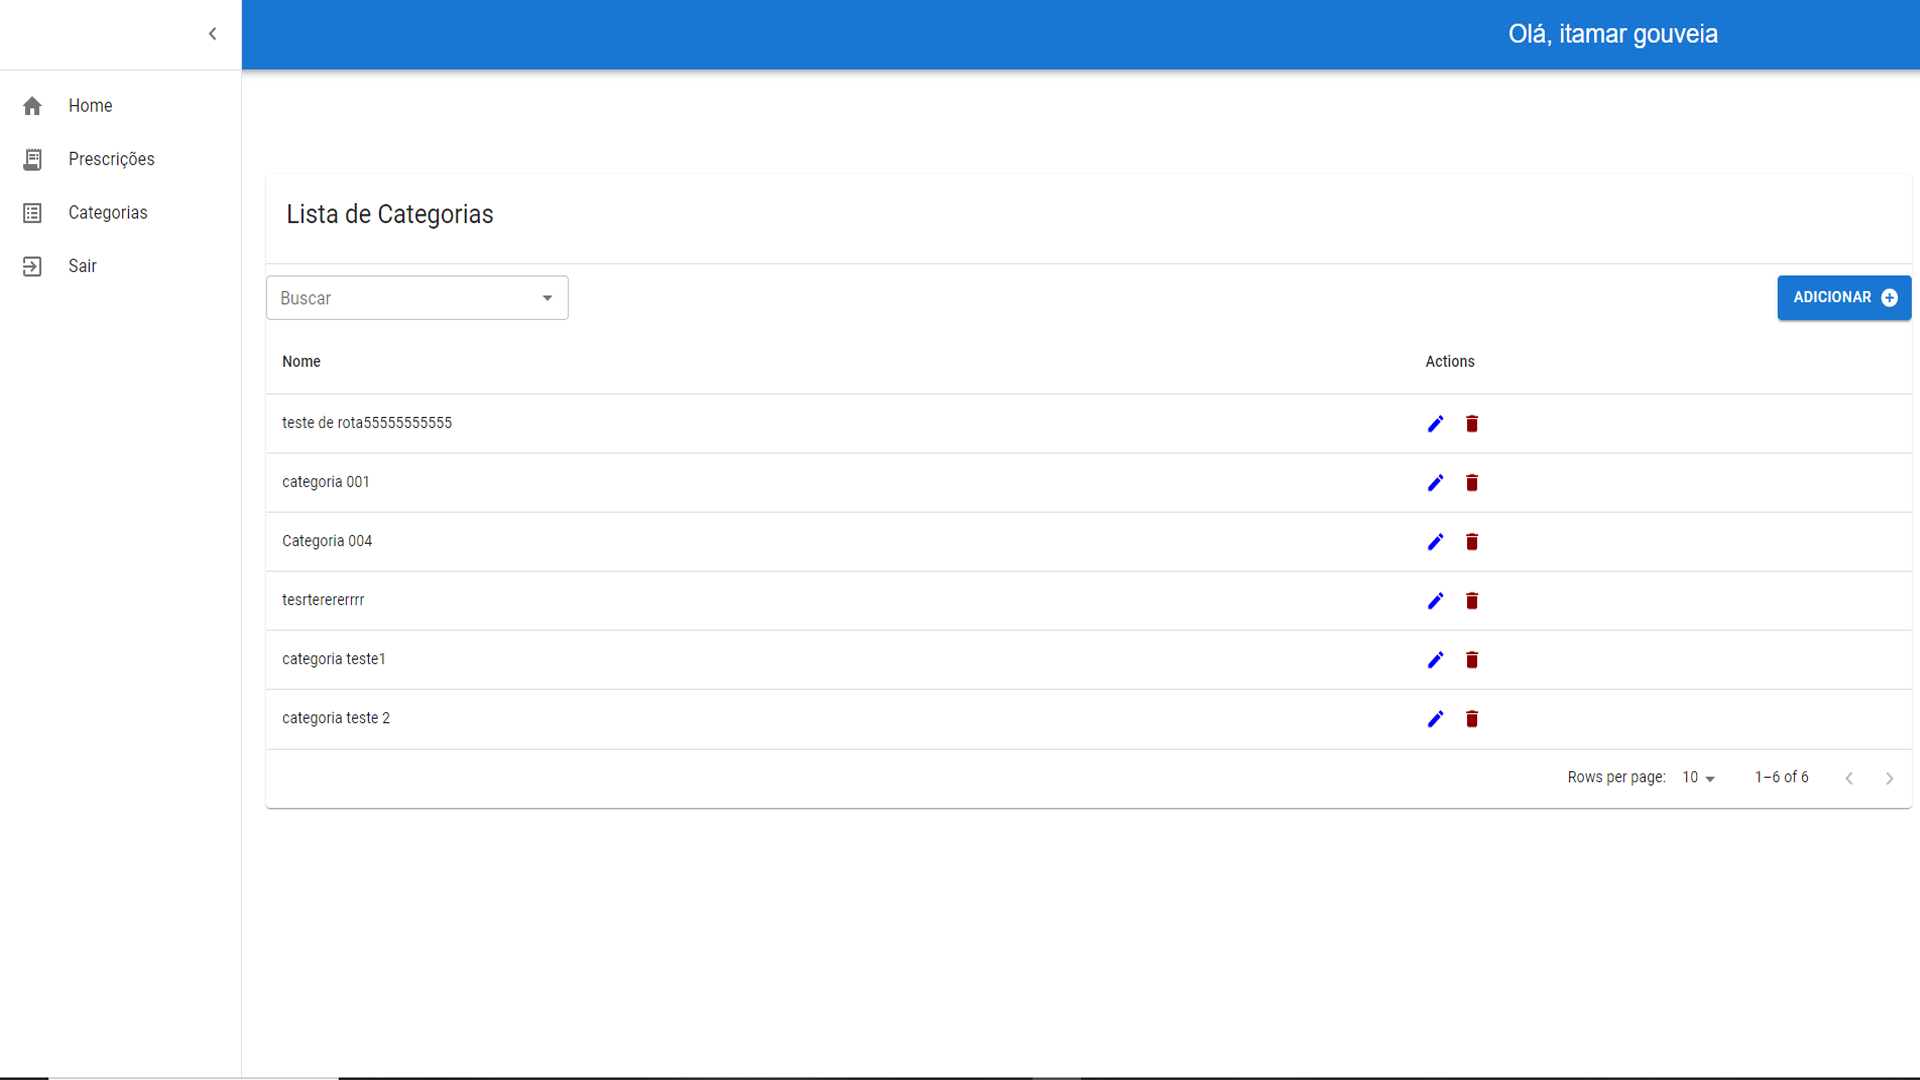 Olá, itamar gouveia
Home
Prescrições
Categorias
Sair
Lista de Categorias
Buscar
ADICIONAR
Nome Actions
teste de rota55555555555
categoria 001
Categoria 004
tesrterererrrr
categoria teste1
categoria teste 2
Rows per page: 10 1–6 of 6